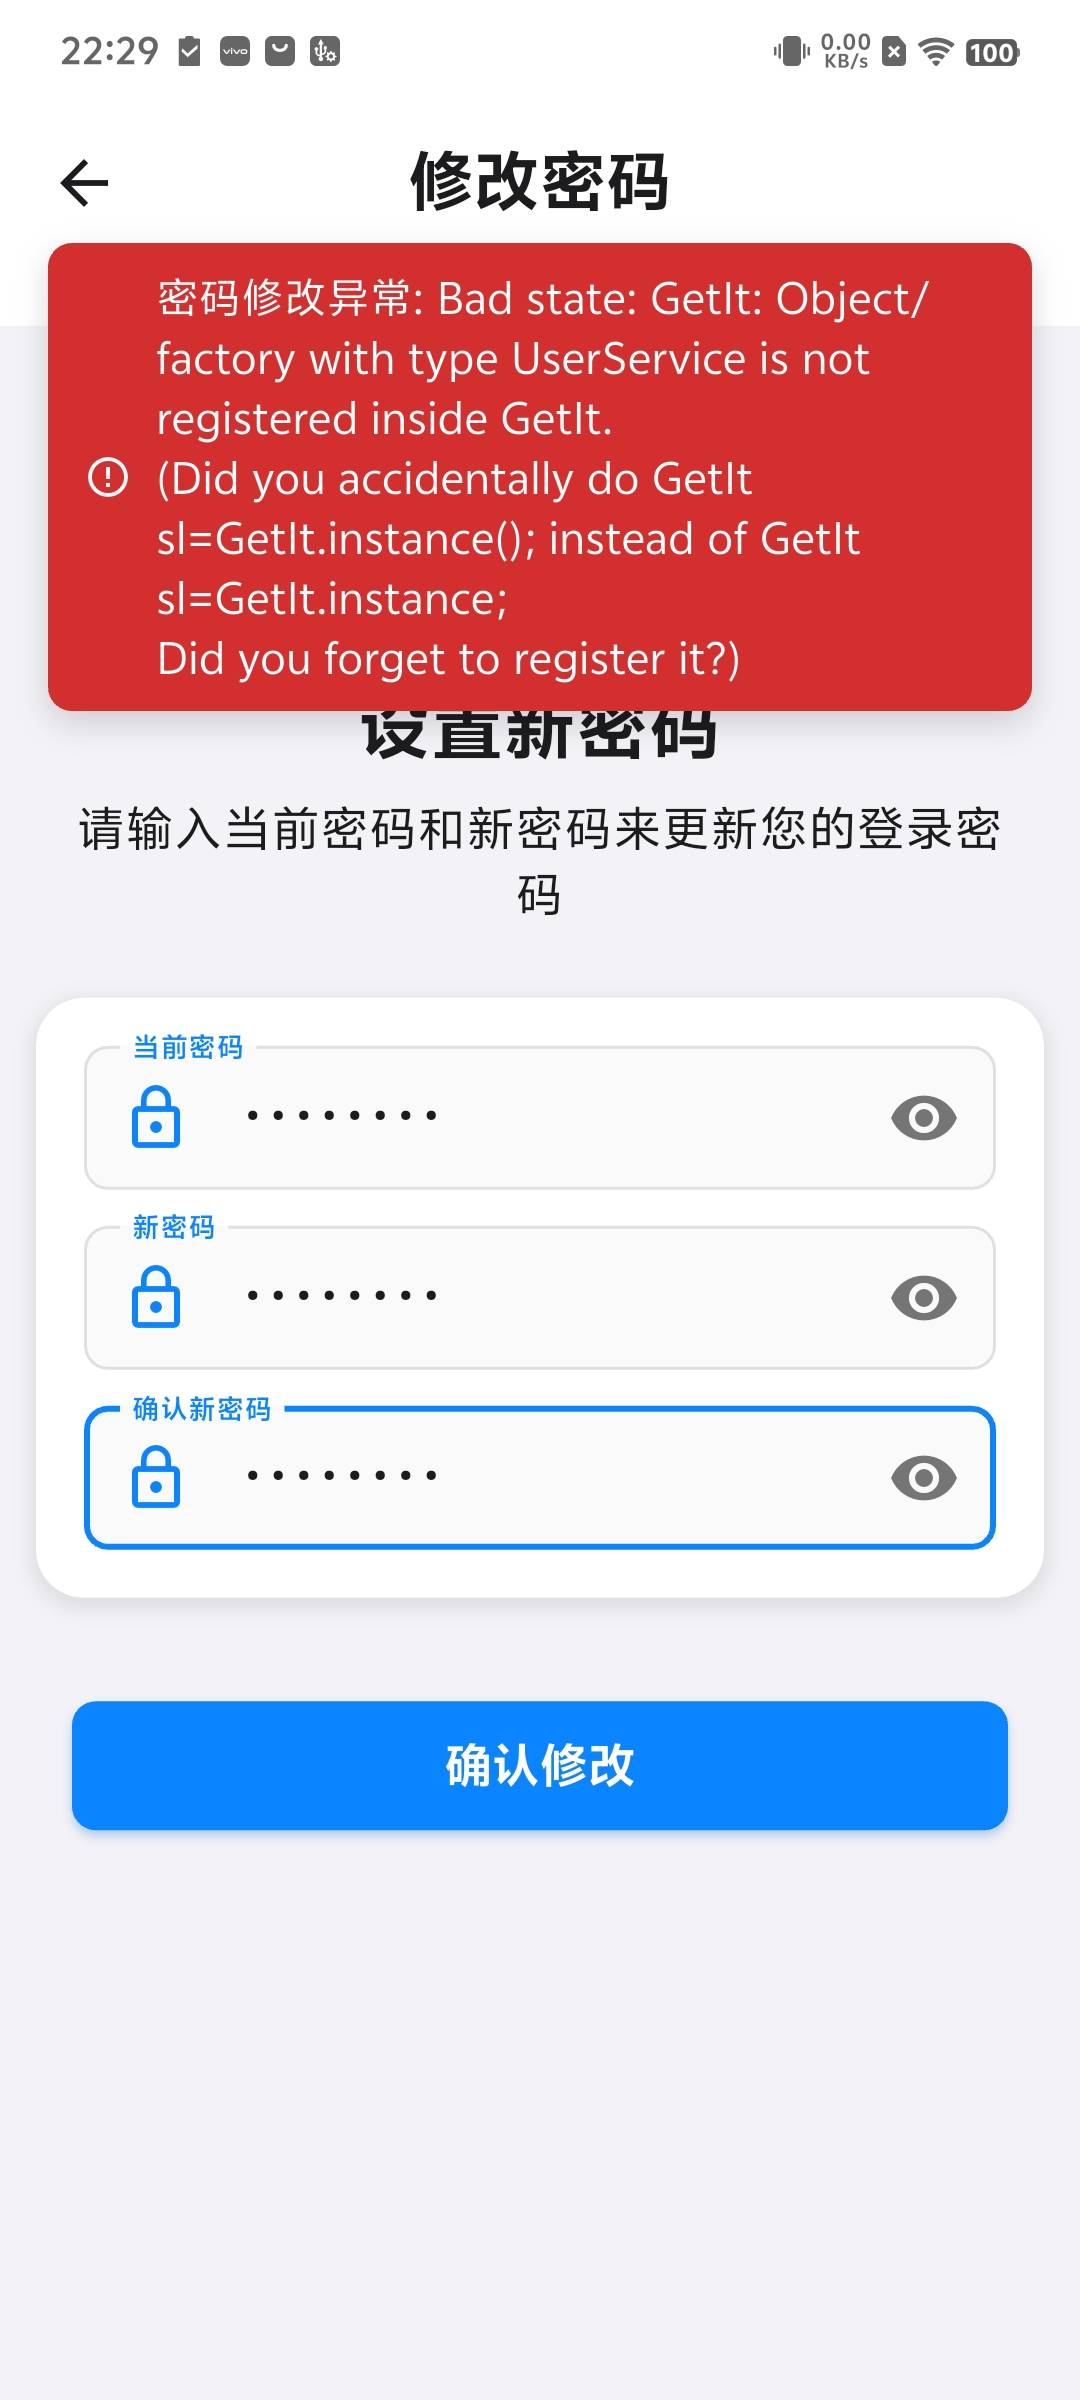 22:29
vivo
0.00
KB/s
100
修改密码
密码修改异常: Bad state: GetIt: Object/
factory with type UserService is not
registered inside GetIt.
(Did you accidentally do GetIt
sl=GetIt.instance(); instead of GetIt
sl=GetIt.instance;
Did you forget to register it?)
设置新密码
请输入当前密码和新密码来更新您的登录密
码
当前密码
••••••••
新密码
••••••••
确认新密码
••••••••
确认修改